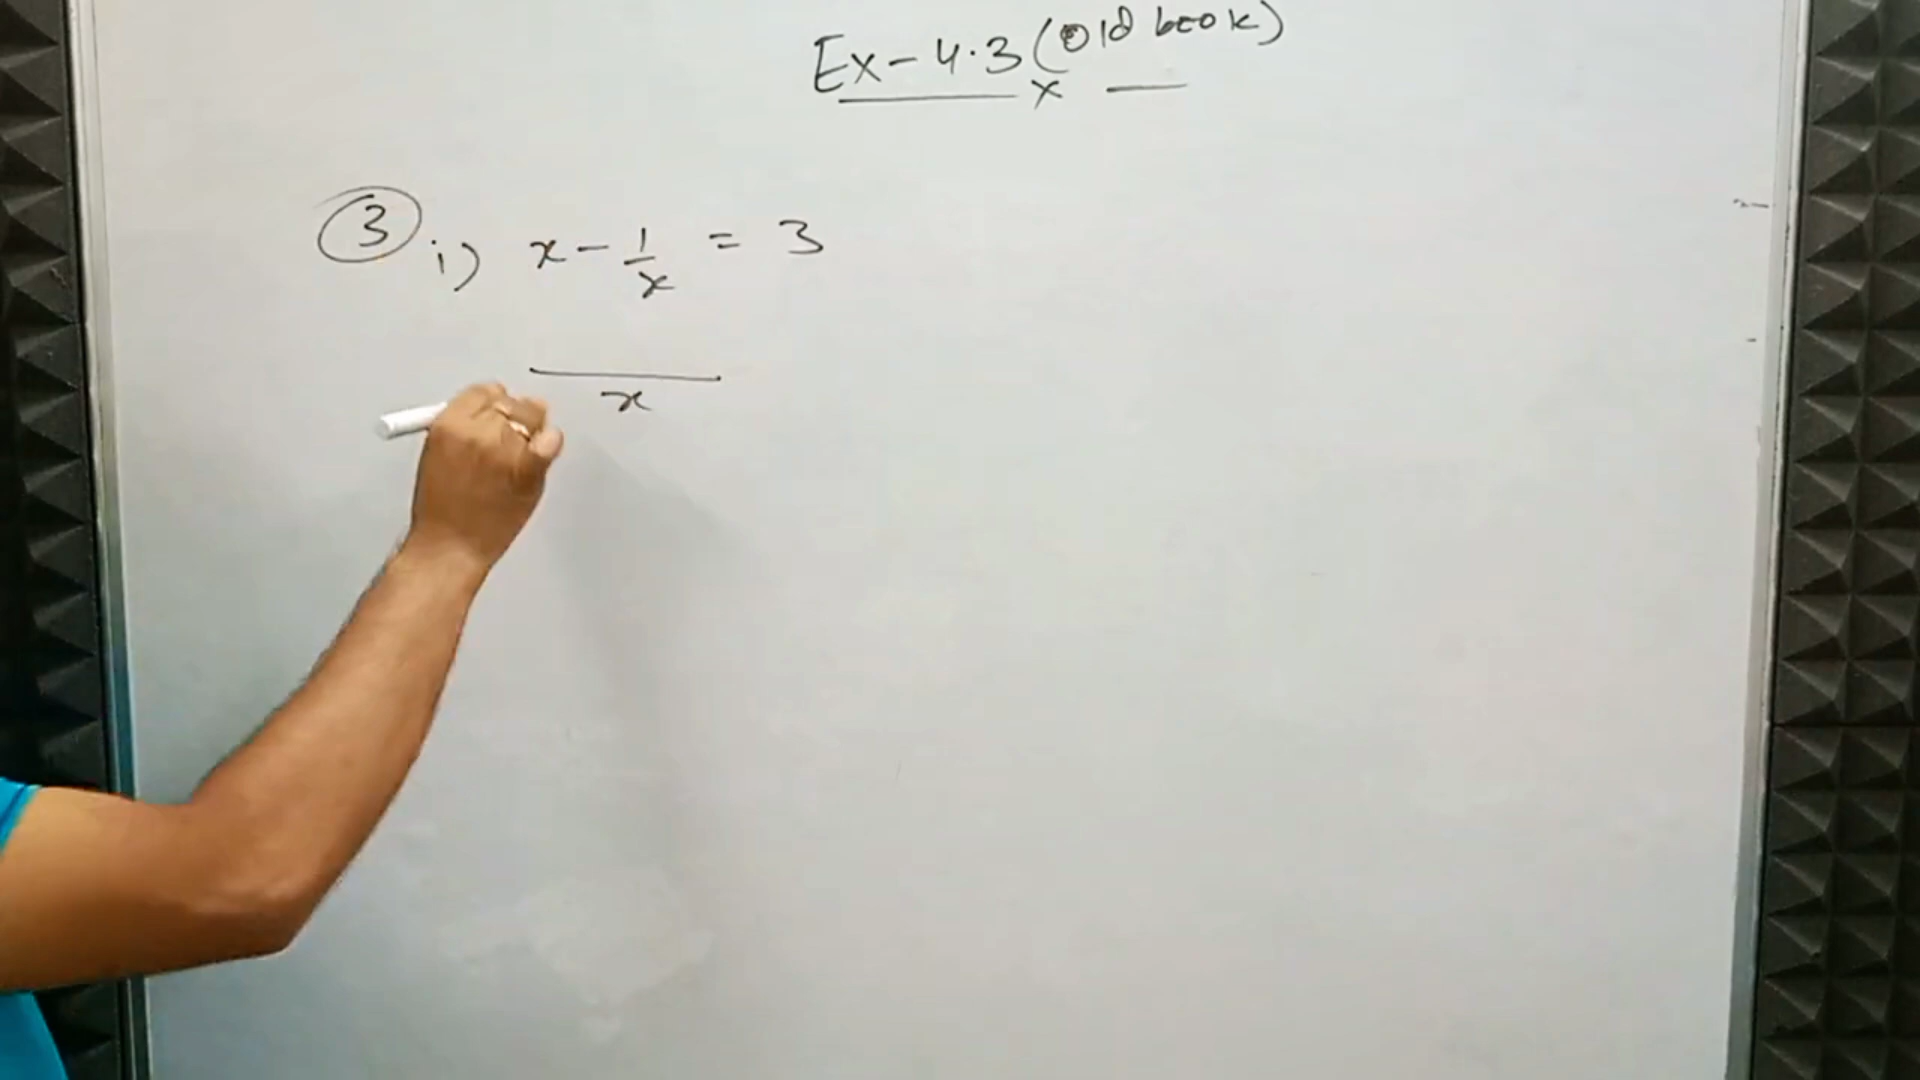 Ex-4.3 (old book)
x
③ i) x - 1/x = 3
x